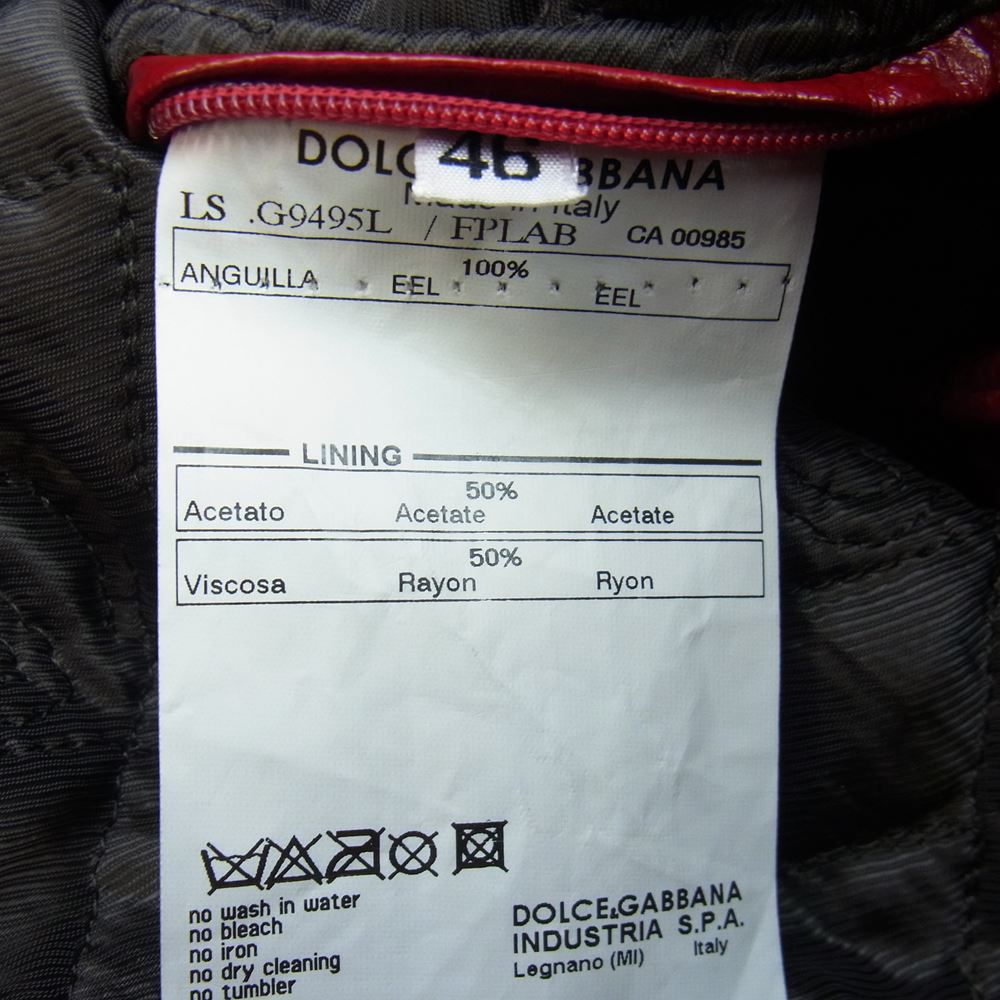 46
DOLC BBANA
Made in Italy
LS .G9495L / FPLAB CA 00985
100%
ANGUILLA EEL EEL
LINING
50%
Acetato Acetate Acetate
50%
Viscosa Rayon Ryon
no wash in water
no bleach
no iron
no dry cleaning
no tumbler
DOLCE&GABBANA
INDUSTRIA S.P.A.
Legnano (MI) Italy